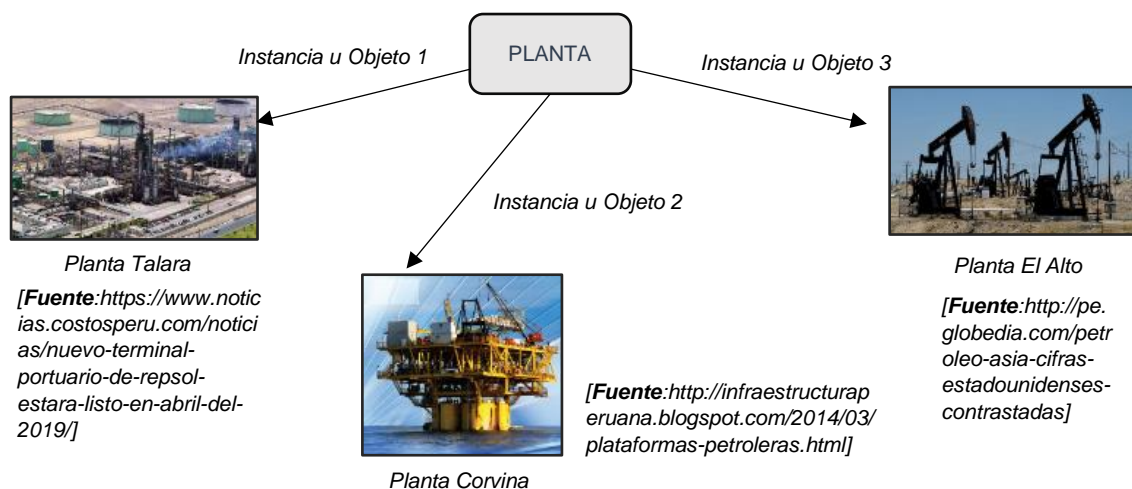 PLANTA
Instancia u Objeto 1
Instancia u Objeto 3
Instancia u Objeto 2
Planta Talara
[Fuente:https://www.notic
ias.costosperu.com/notici
as/nuevo-terminal-
portuario-de-repsol-
estara-listo-en-abril-del-
2019/]
Planta El Alto
[Fuente:http://pe.
globedia.com/petr
oleo-asia-cifras-
estadounidenses-
contrastadas]
[Fuente:http://infraestructurap
eruana.blogspot.com/2014/03/
plataformas-petroleras.html]
Planta Corvina